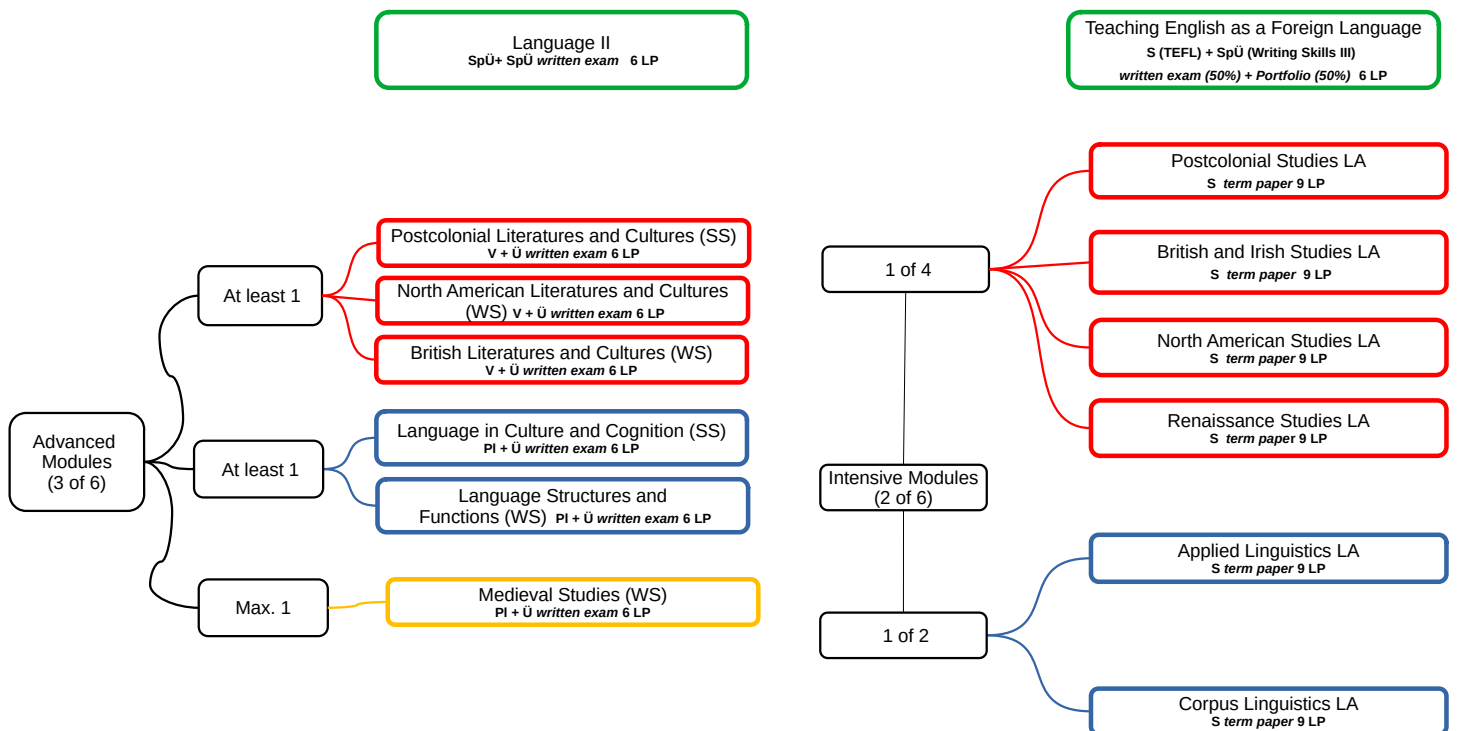 Language II
SpÜ+ SpÜ written exam 6 LP
Teaching English as a Foreign Language
S (TEFL) + SpÜ (Writing Skills III)
written exam (50%) + Portfolio (50%) 6 LP
Advanced
Modules
(3 of 6)
At least 1
Postcolonial Literatures and Cultures (SS)
V + Ü written exam 6 LP
North American Literatures and Cultures
(WS) V + Ü written exam 6 LP
British Literatures and Cultures (WS)
V + Ü written exam 6 LP
At least 1
Language in Culture and Cognition (SS)
Pl + Ü written exam 6 LP
Language Structures and
Functions (WS) Pl + Ü written exam 6 LP
Max. 1
Medieval Studies (WS)
Pl + Ü written exam 6 LP
Intensive Modules
(2 of 6)
1 of 4
Postcolonial Studies LA
S term paper 9 LP
British and Irish Studies LA
S term paper 9 LP
North American Studies LA
S term paper 9 LP
Renaissance Studies LA
S term paper 9 LP
1 of 2
Applied Linguistics LA
S term paper 9 LP
Corpus Linguistics LA
S term paper 9 LP